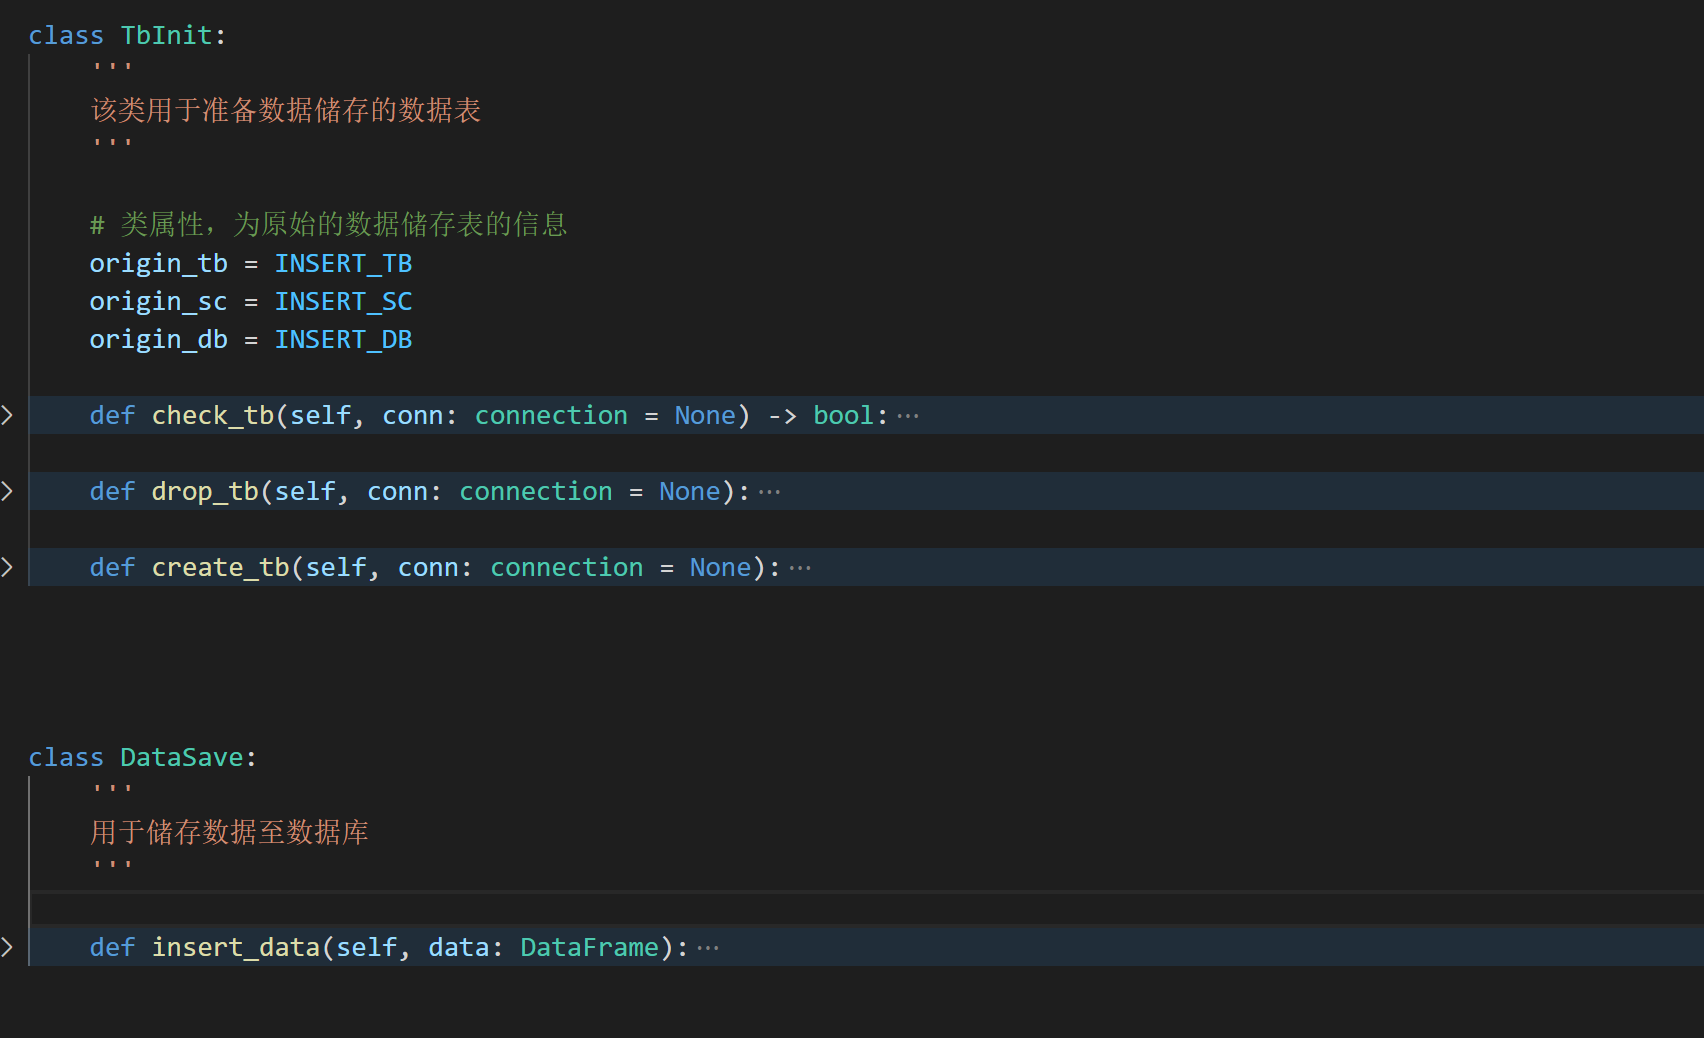 class TbInit:
'''
该类用于准备数据储存的数据表
'''
# 类属性，为原始的数据储存表的信息
origin_tb = INSERT_TB
origin_sc = INSERT_SC
origin_db = INSERT_DB
def check_tb(self, conn: connection = None) -> bool:···
def drop_tb(self, conn: connection = None):···
def create_tb(self, conn: connection = None):···
class DataSave:
'''
用于储存数据至数据库
'''
def insert_data(self, data: DataFrame):···